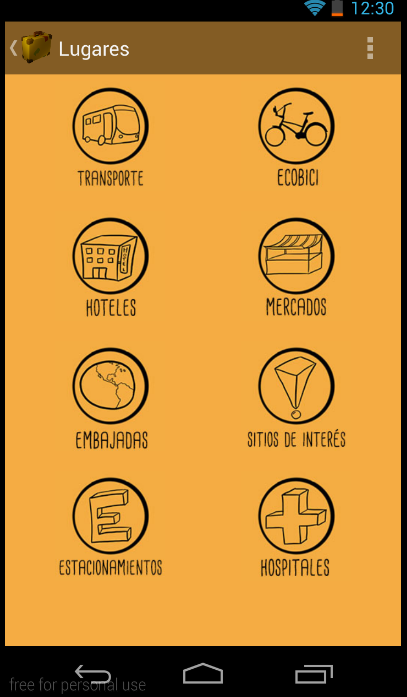 12:30
Lugares
TRANSPORTE
ECOBICI
HOTELES
MERCADOS
EMBAJADAS
SITIOS DE INTERÉS
E
ESTACIONAMIENTOS
HOSPITALES
free for personal use